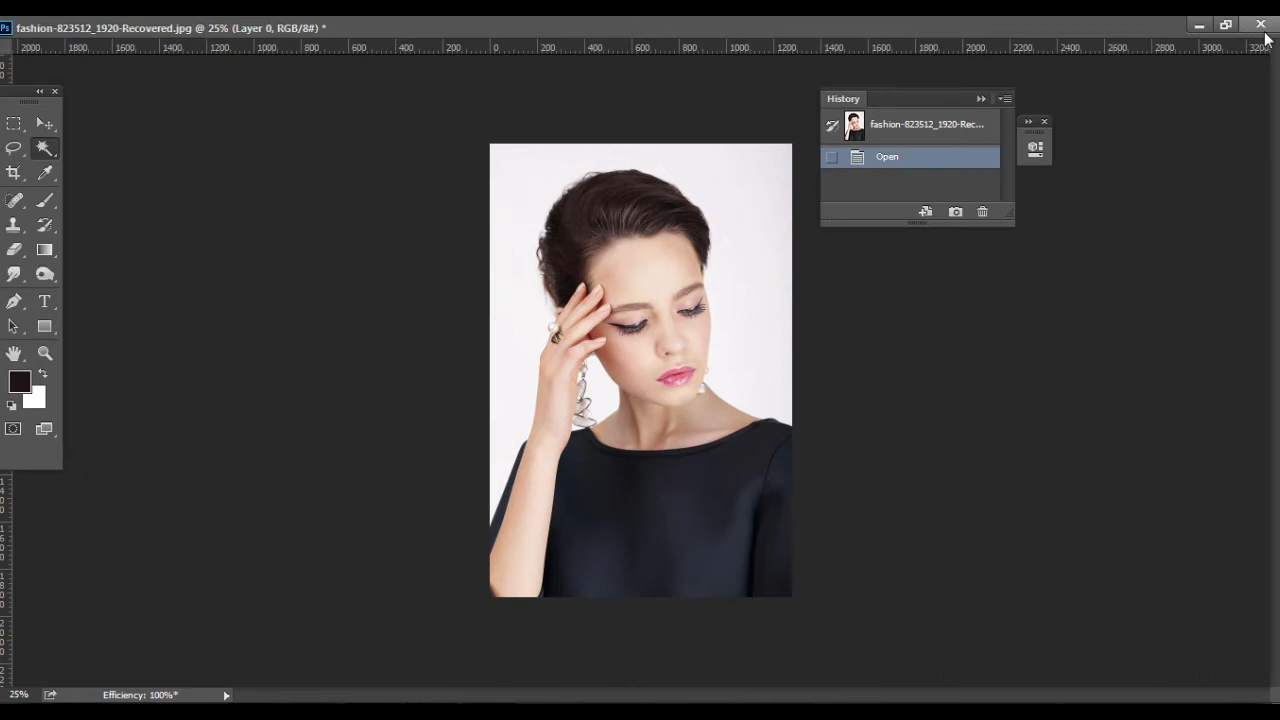 Ps fashion-823512_1920-Recovered.jpg @ 25% (Layer 0, RGB/8#) *
2000 1800 1600 1400 1200 1000 800 600 400 200 0 200 400 600 800 1000 1200 1400 1600 1800 2000 2200 2400 2600 2800 3000 3200
History
fashion-823512_1920-Rec...
Open
T
25%
Efficiency: 100%*